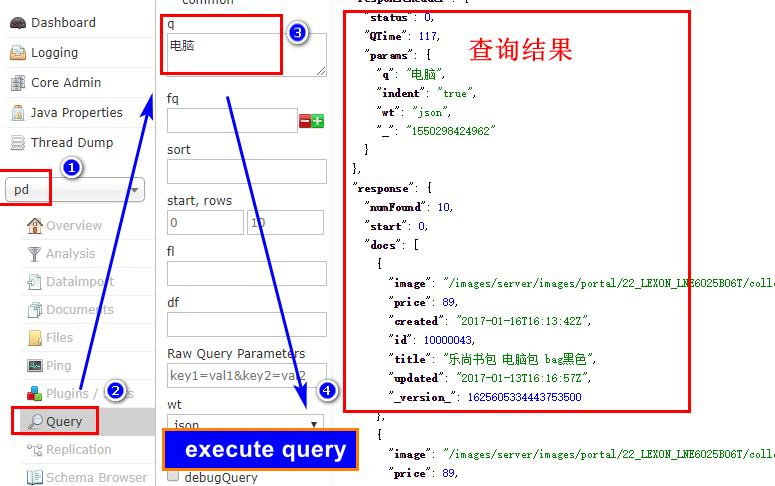 Dashboard
Logging
Core Admin
Java Properties
Thread Dump
1
pd
Overview
Analysis
Dataimport
Documents
Files
Ping
Plugins /
2
Query
Replication
Schema Browser
common
q
3
电脑
fq
sort
start, rows
0
10
fl
df
Raw Query Parameters
key1=val1&key2=val2
4
wt
json
execute query
debugQuery
查询结果
"status": 0,
"QTime": 117,
"params": {
"q": "电脑",
"indent": "true",
"wt": "json",
"_": "1550298424962"
}
},
"response": {
"numFound": 10,
"start": 0,
"docs": [
{
"image": "/images/server/images/portal/22_LEXON_LNE6025B06T/colle
"price": 89,
"created": "2017-01-16T16:13:42Z",
"id": 10000043,
"title": "乐尚书包 电脑包 bag黑色",
"updated": "2017-01-13T16:16:57Z",
"_version_": 1625605334443753500
},
{
"image": "/images/server/images/portal/22_LEXON_LNE6025B06T/colle
"price": 89,